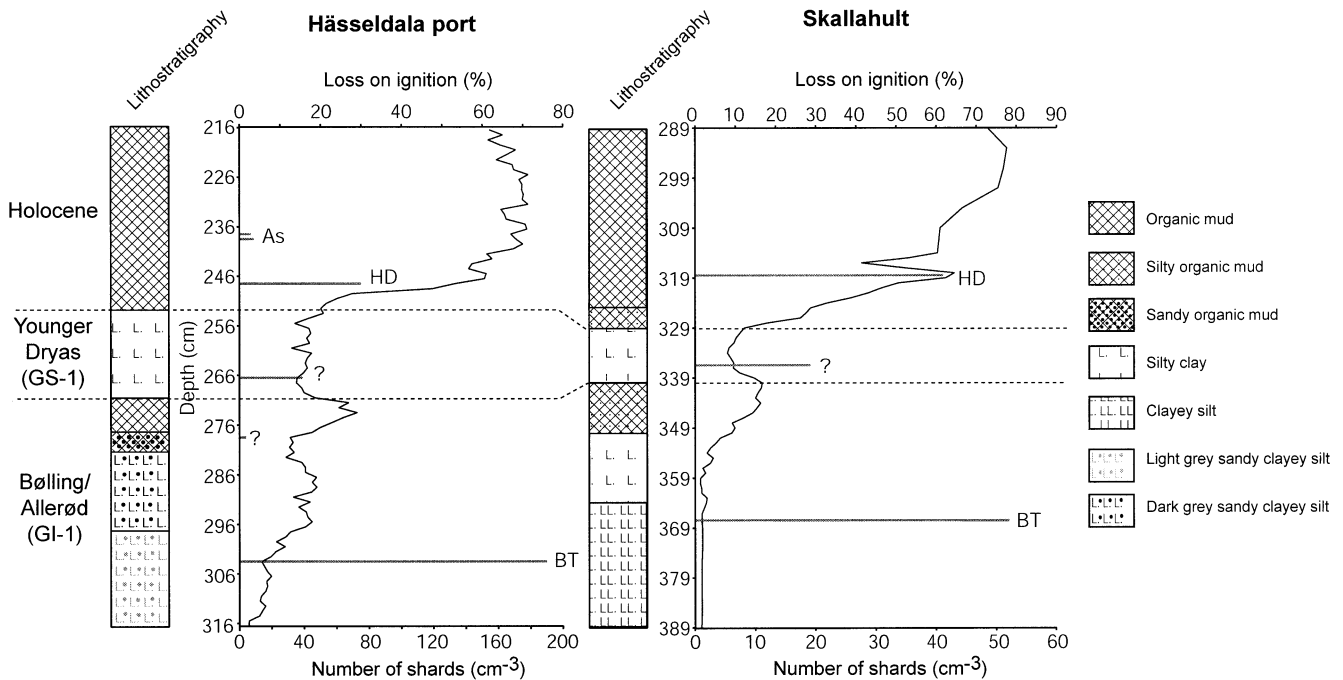 Hässeldala port
Skallahult
Lithostratigraphy
Loss on ignition (%)
0 20 40 60 80
Lithostratigraphy
Loss on ignition (%)
0 10 20 30 40 50 60 70 80 90
Holocene
Younger
Dryas
(GS-1)
Bølling/
Allerød
(GI-1)
Depth (cm)
216
226
236
246
256
266
276
286
296
306
316
As
HD
?
?
BT
0 40 80 120 160 200
Number of shards (cm-3)
289
299
309
319
329
339
349
359
369
379
389
HD
?
BT
0 10 20 30 40 50 60
Number of shards (cm-3)
Organic mud
Silty organic mud
Sandy organic mud
Silty clay
Clayey silt
Light grey sandy clayey silt
Dark grey sandy clayey silt